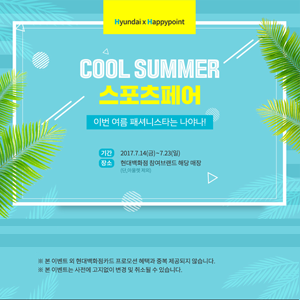 Hyundai x Happypoint
COOL SUMMER
스포츠페어
이번 여름 패셔니스타는 나야나!
기간 2017.7.14(금)~7.23(일)
장소 현대백화점 참여브랜드 해당 매장
※ 본 이벤트 외 현대백화점카드 프로모션 혜택과 중복 제공되지 않습니다.
※ 본 이벤트는 사전에 고지없이 변경 및 취소될 수 있습니다.